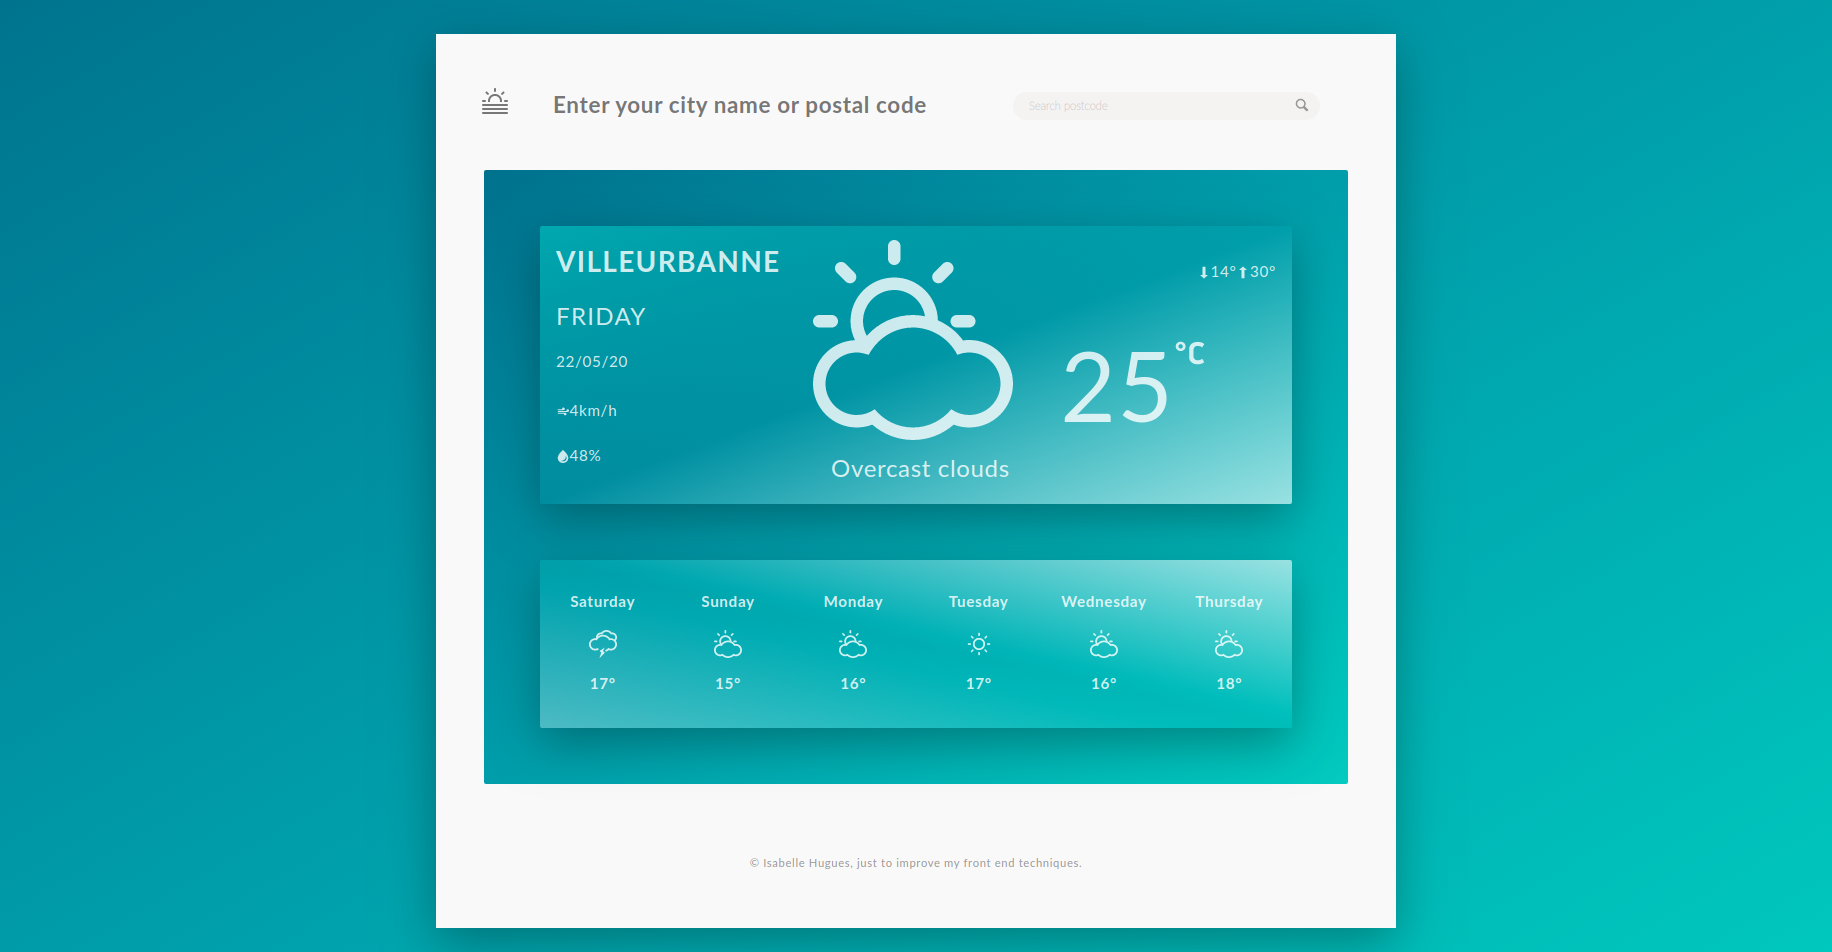 Enter your city name or postal code
Search postcode
VILLEURBANNE
14° 30°
FRIDAY
22/05/20
25 °C
4km/h
48%
Overcast clouds
Saturday Sunday Monday Tuesday Wednesday Thursday
17° 15° 16° 17° 16° 18°
© Isabelle Hugues, just to improve my front end techniques.